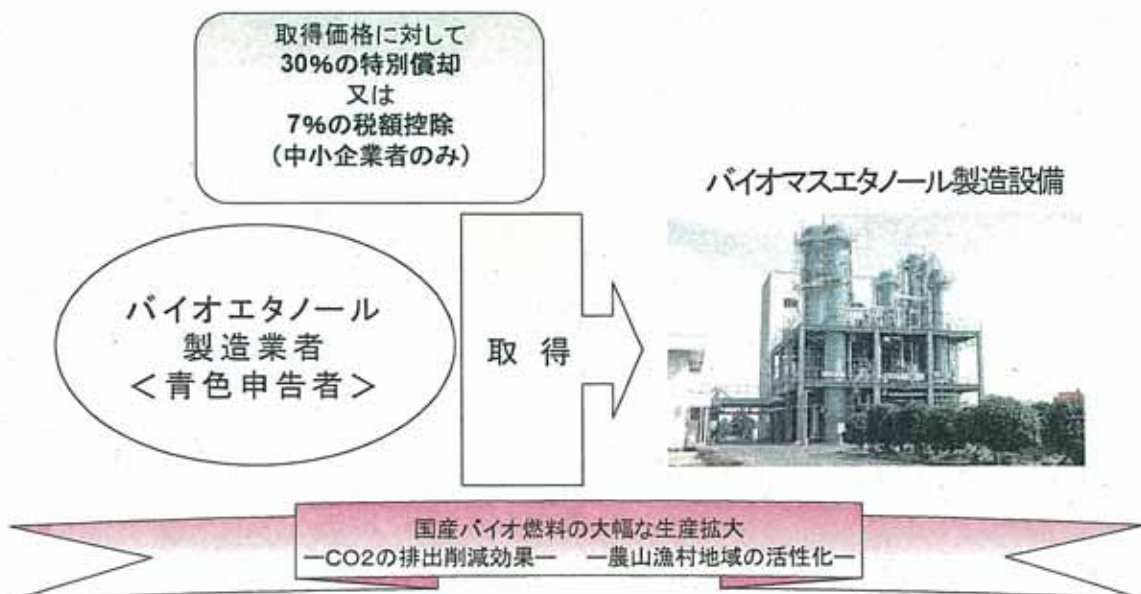 取得価格に対して
30%の特別償却
又は
7%の税額控除
(中小企業者のみ)
バイオマスエタノール製造設備
バイオエタノール
製造業者
＜青色申告者＞
取得
国産バイオ燃料の大幅な生産拡大
ーCO2の排出削減効果ー ー農山漁村地域の活性化ー